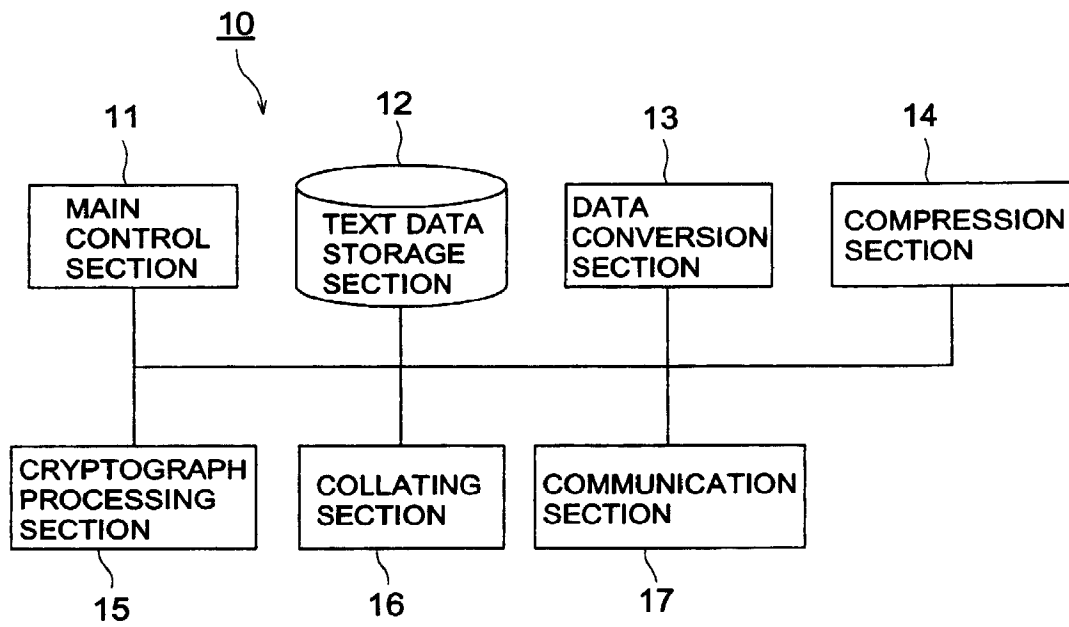 10
11
12
13
14
MAIN
CONTROL
SECTION
TEXT DATA
STORAGE
SECTION
DATA
CONVERSION
SECTION
COMPRESSION
SECTION
CRYPTOGRAPH
PROCESSING
SECTION
COLLATING
SECTION
COMMUNICATION
SECTION
15
16
17